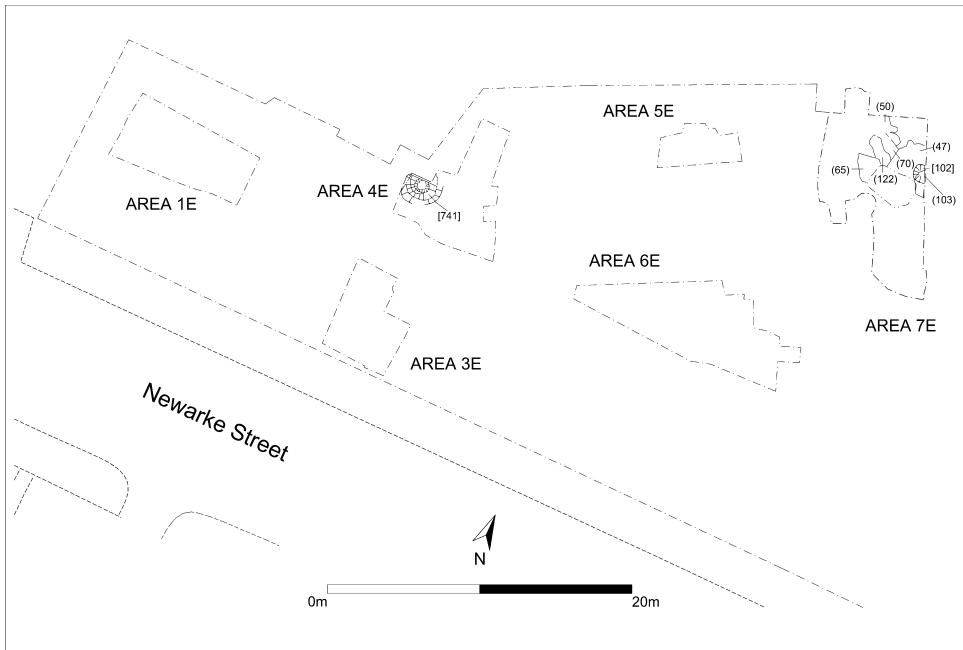 AREA 5E
(50)
(47)
(70)
[102]
(65)
(122)
(103)
AREA 4E
AREA 1E
[741]
AREA 6E
AREA 7E
AREA 3E
Newarke Street
N
0m
20m